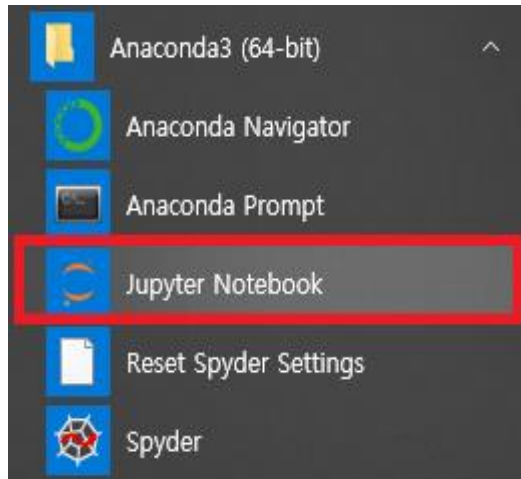 Anaconda3 (64-bit)
Anaconda Navigator
Anaconda Prompt
Jupyter Notebook
Reset Spyder Settings
Spyder